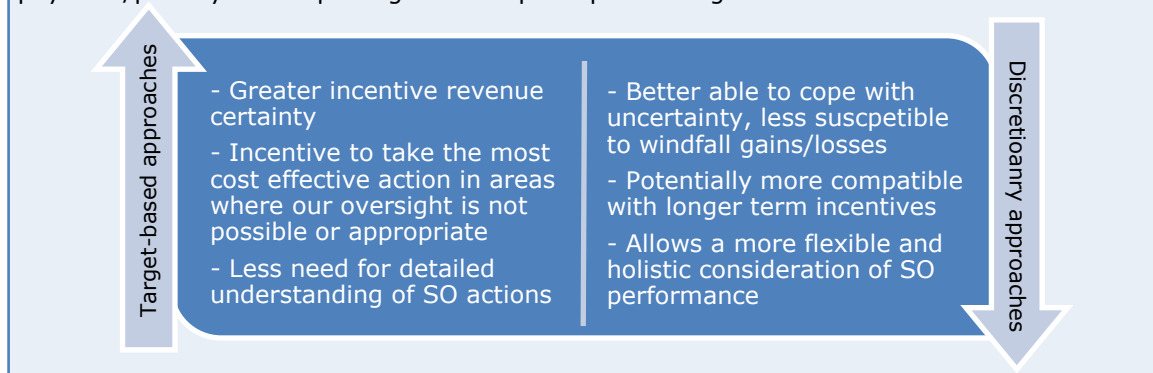 Target-based approaches
- Greater incentive revenue
certainty
- Incentive to take the most
cost effective action in areas
where our oversight is not
possible or appropriate
- Less need for detailed
understanding of SO actions
- Better able to cope with
uncertainty, less suscpetible
to windfall gains/losses
- Potentially more compatible
with longer term incentives
- Allows a more flexible and
holistic consideration of SO
performance
Discretioanry approaches